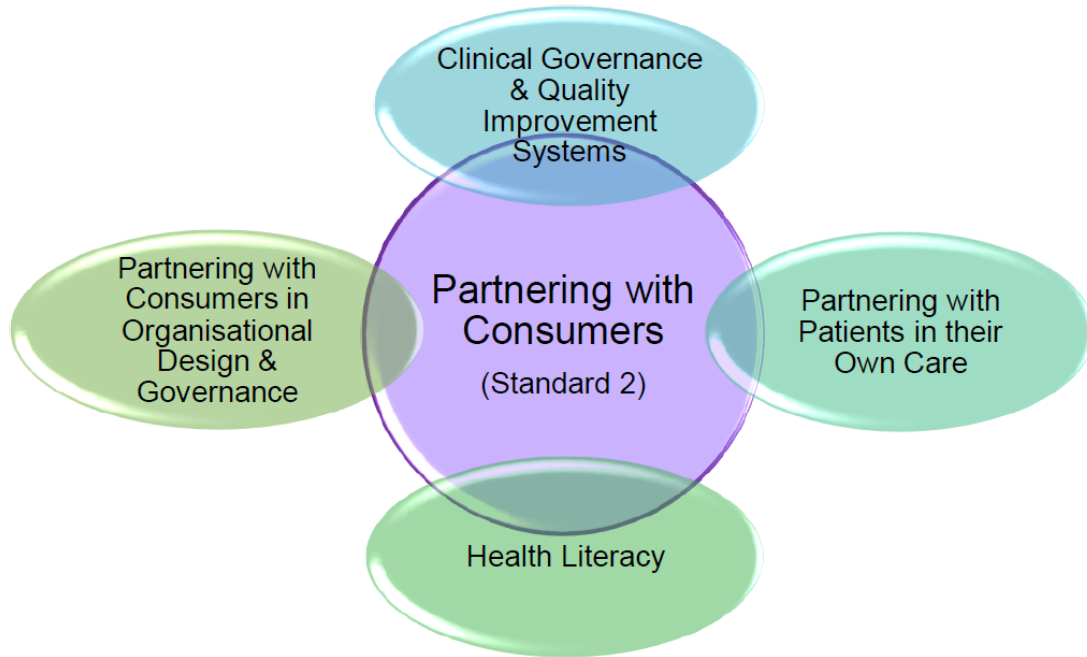 Clinical Governance
& Quality
Improvement
Systems
Partnering with
Consumers in
Organisational
Design &
Governance
Partnering with
Consumers
(Standard 2)
Partnering with
Patients in their
Own Care
Health Literacy